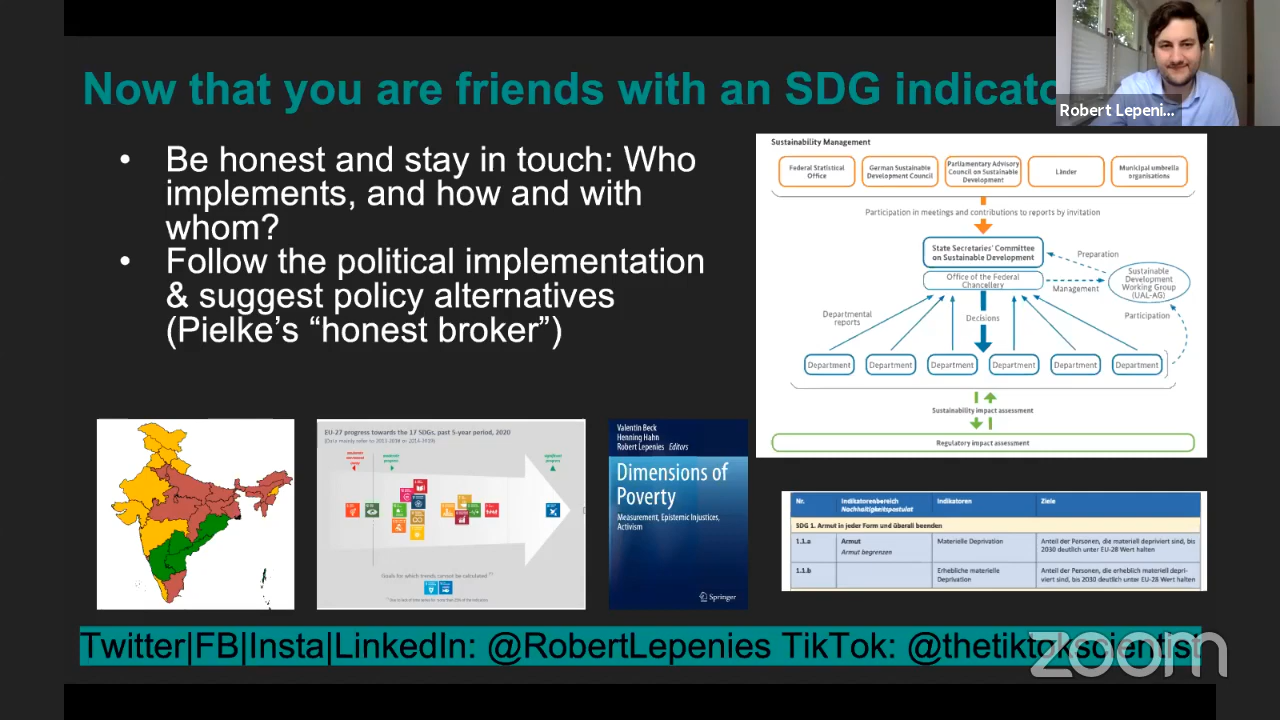 Now that you are friends with an SDG indicato
Robert Lepeni...
• Be honest and stay in touch: Who
implements, and how and with
whom?
• Follow the political implementation
& suggest policy alternatives
(Pielke’s “honest broker”)
Sustainability Management
Federal Statistical
Office
German Sustainable
Development Council
Parliamentary Advisory
Council on Sustainable
Development
Länder
Municipal umbrella
organisations
Participation in meetings and contributions to reports by invitation
State Secretaries’ Committee
on Sustainable Development
Office of the Federal
Chancellery
Preparation
Management
Sustainable
Development
Working Group
(UAL-AG)
Participation
Departmental
reports
Decisions
Department
Department
Department
Department
Department
Department
Sustainability impact assessment
Regulatory impact assessment
EU-27 progress towards the 17 SDGs, past 5-year period, 2020
Goals for which trends cannot be calculated
Valentin Beck
Henning Hahn
Robert Lepenies Editors
Dimensions of
Poverty
Measurement, Epistemic Injustices,
Activism
Springer
Nr.
Indikatorenbereich
Nachhaltigkeitspostulat
Indikatoren
Ziele
SDG 1. Armut in jeder Form und überall beenden
1.1.a
Armut
Armut begrenzen
Materielle Deprivation
Anteil der Personen, die materiell depriviert sind, bis
2030 deutlich unter EU-28 Wert halten
1.1.b
Erhebliche materielle
Deprivation
Anteil der Personen, die erheblich materiell depri-
viert sind, bis 2030 deutlich unter EU-28 Wert halten
Twitter|FB|Insta|LinkedIn: @RobertLepenies TikTok: @thetiktokscientist
zoom